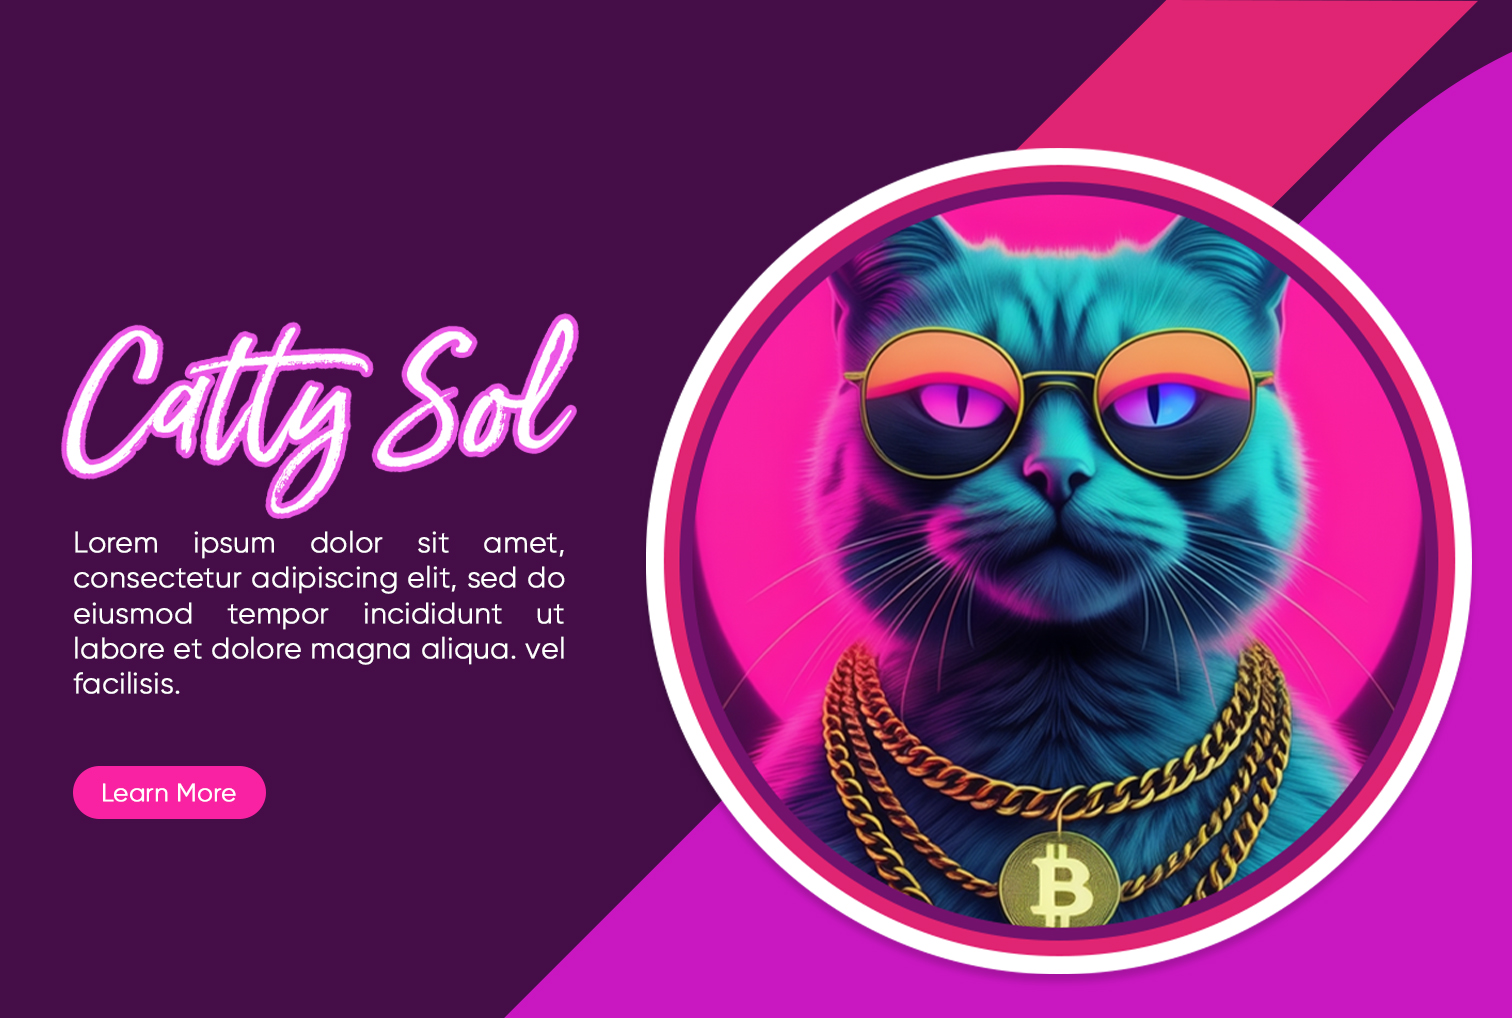 Catty Sol
Lorem ipsum dolor sit amet,
consectetur adipiscing elit, sed do
eiusmod tempor incididunt ut
labore et dolore magna aliqua. vel
facilisis.
Learn More
B